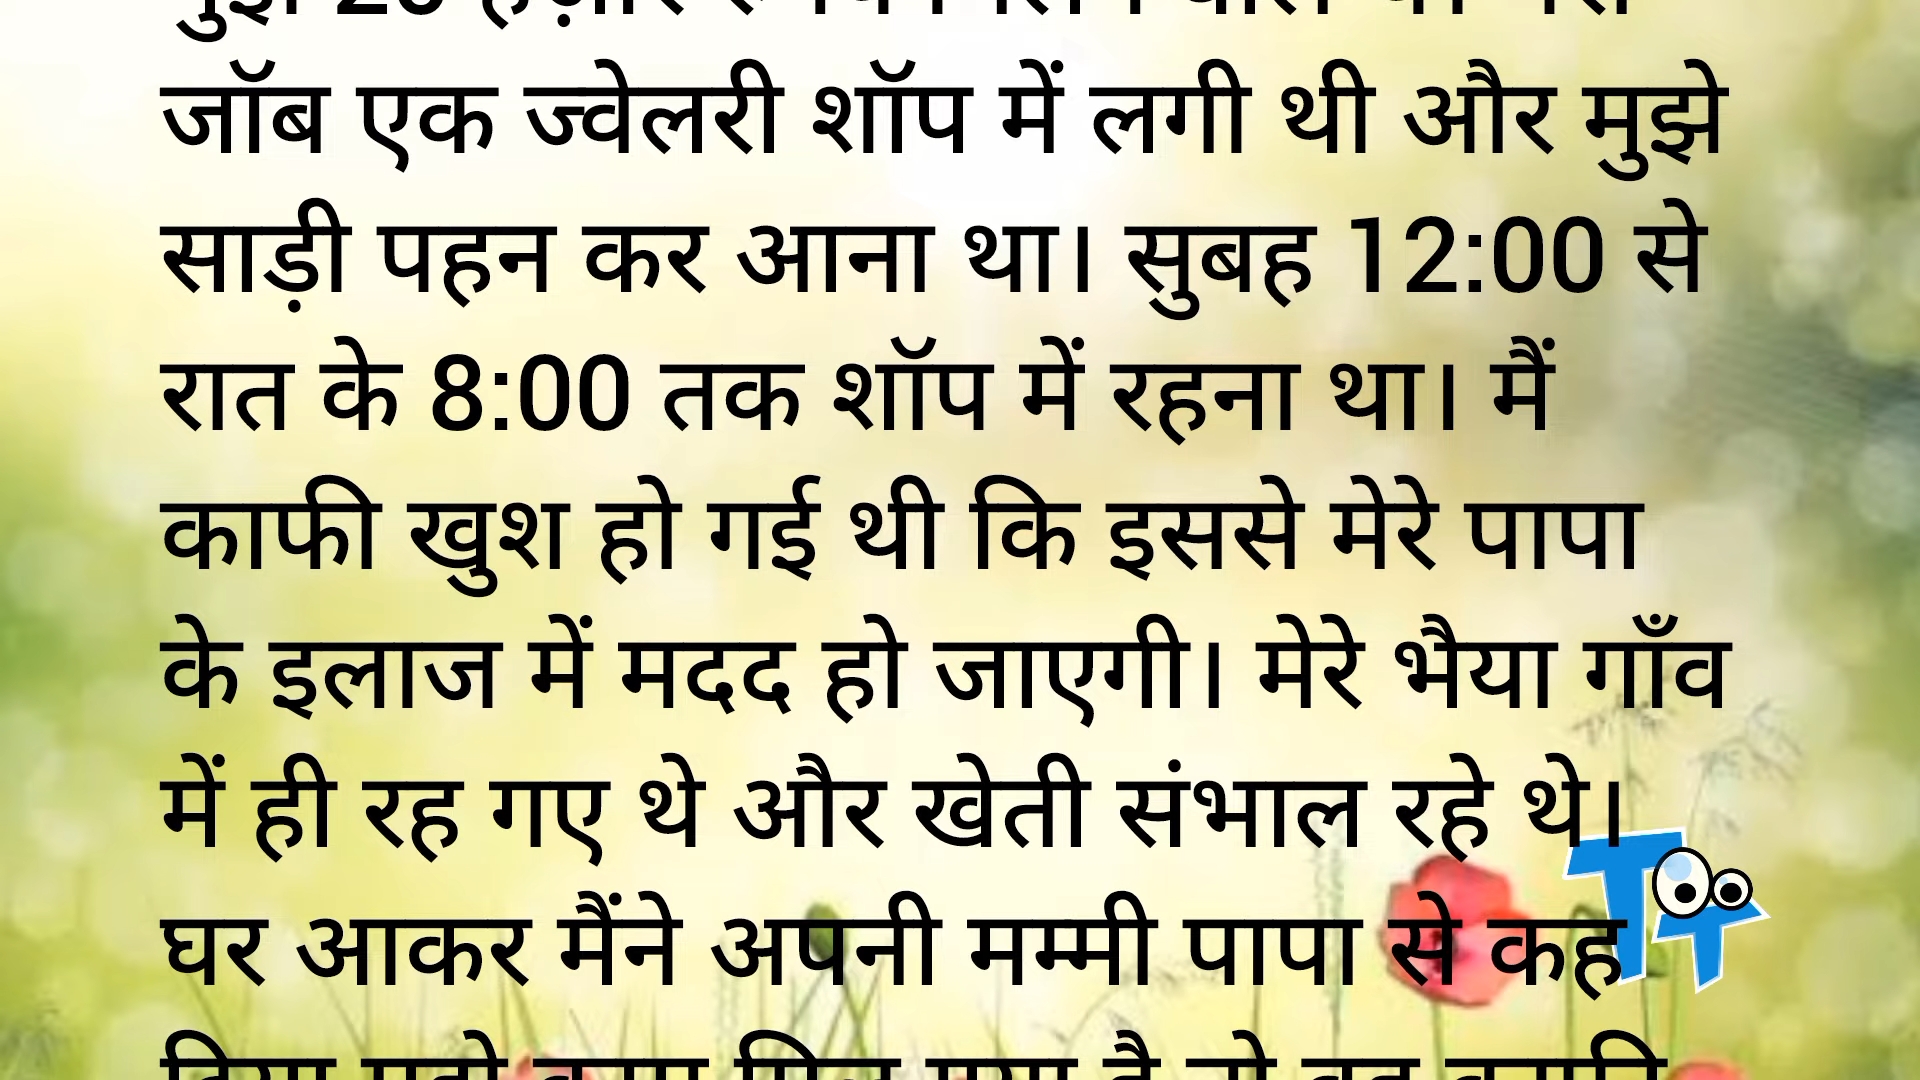 जॉब एक ज्वेलरी शॉप में लगी थी और मुझे
साड़ी पहन कर आना था। सुबह 12:00 से
रात के 8:00 तक शॉप में रहना था। मैं
काफी खुश हो गई थी कि इससे मेरे पापा
के इलाज में मदद हो जाएगी। मेरे भैया गाँव
में ही रह गए थे और खेती संभाल रहे थे।
घर आकर मैंने अपनी मम्मी पापा से कह